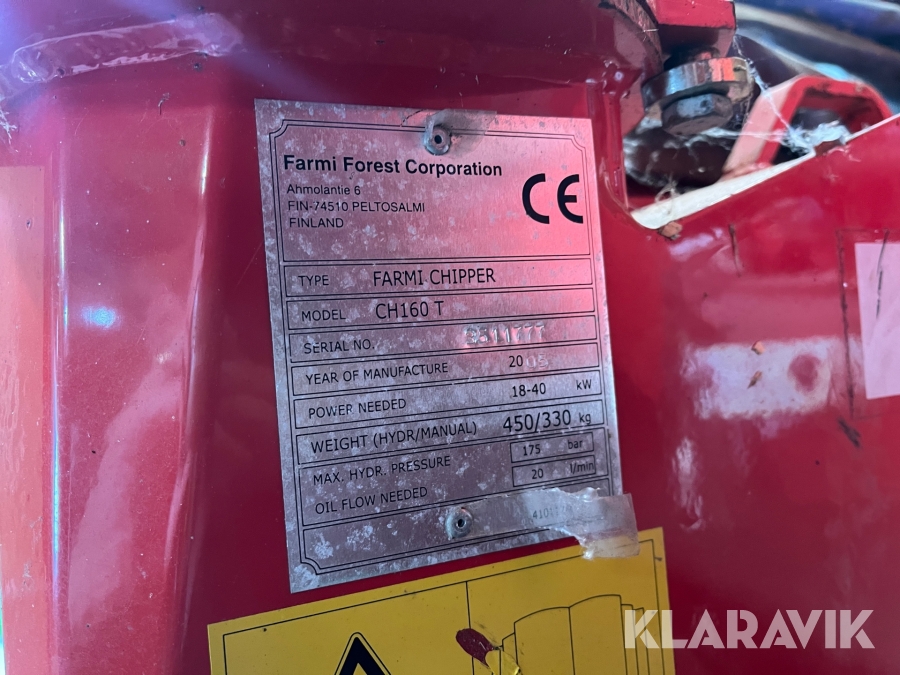 Farmi Forest Corporation
Ahmolantie 6
FIN-74510 PELTOSALMI
FINLAND
CE
TYPE FARMI CHIPPER
MODEL CH160 T
SERIAL NO.
YEAR OF MANUFACTURE 2005
POWER NEEDED 18-40 kW
WEIGHT (HYDR/MANUAL) 450/330 kg
MAX. HYDR. PRESSURE 175 bar
OIL FLOW NEEDED 20 l/min
KLARAVIK